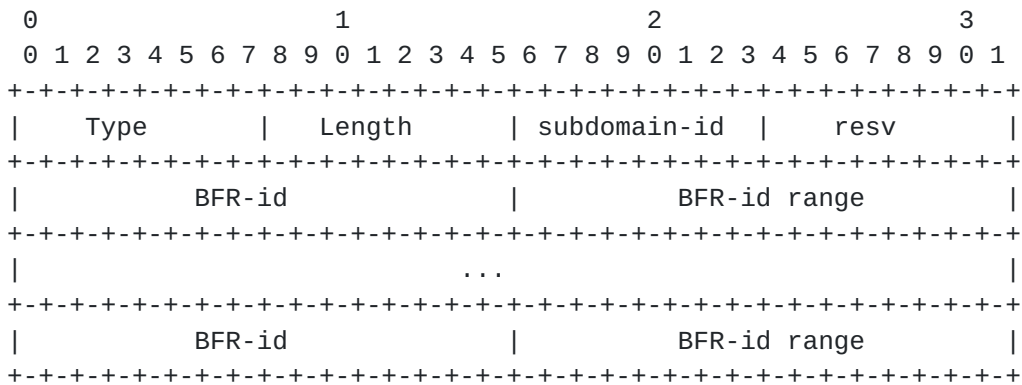 0                   1                   2                   3
 0 1 2 3 4 5 6 7 8 9 0 1 2 3 4 5 6 7 8 9 0 1 2 3 4 5 6 7 8 9 0 1
+-+-+-+-+-+-+-+-+-+-+-+-+-+-+-+-+-+-+-+-+-+-+-+-+-+-+-+-+-+-+-+-+
|    Type       |   Length      | subdomain-id  |    resv       |
+-+-+-+-+-+-+-+-+-+-+-+-+-+-+-+-+-+-+-+-+-+-+-+-+-+-+-+-+-+-+-+-+
|           BFR-id              |          BFR-id range         |
+-+-+-+-+-+-+-+-+-+-+-+-+-+-+-+-+-+-+-+-+-+-+-+-+-+-+-+-+-+-+-+-+
|                            ...                                |
+-+-+-+-+-+-+-+-+-+-+-+-+-+-+-+-+-+-+-+-+-+-+-+-+-+-+-+-+-+-+-+-+
|           BFR-id              |          BFR-id range         |
+-+-+-+-+-+-+-+-+-+-+-+-+-+-+-+-+-+-+-+-+-+-+-+-+-+-+-+-+-+-+-+-+